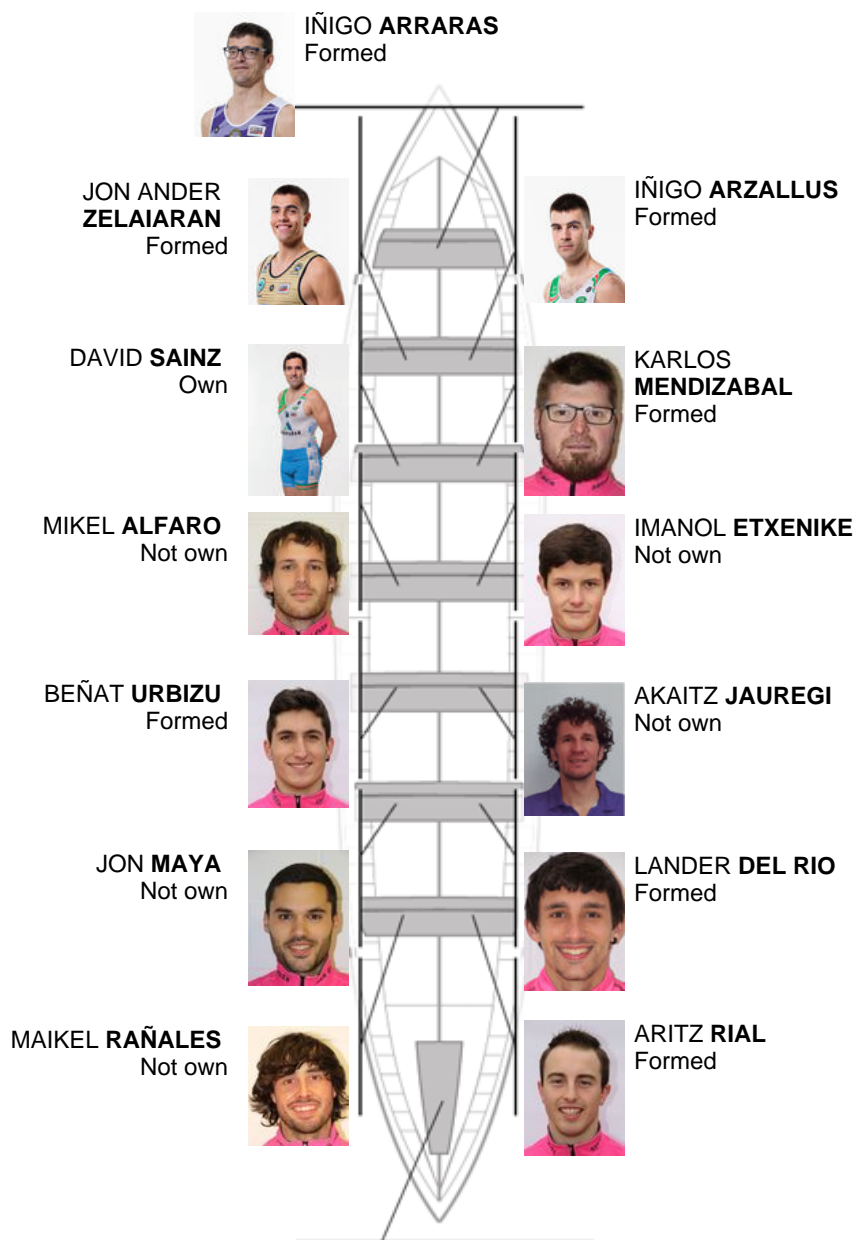 IÑIGO ARRARAS
Formed
JON ANDER
ZELAIARAN
Formed
IÑIGO ARZALLUS
Formed
DAVID SAINZ
Own
KARLOS
MENDIZABAL
Formed
MIKEL ALFARO
Not own
IMANOL ETXENIKE
Not own
BEÑAT URBIZU
Formed
AKAITZ JAUREGI
Not own
JON MAYA
Not own
LANDER DEL RIO
Formed
MAIKEL RAÑALES
Not own
ARITZ RIAL
Formed